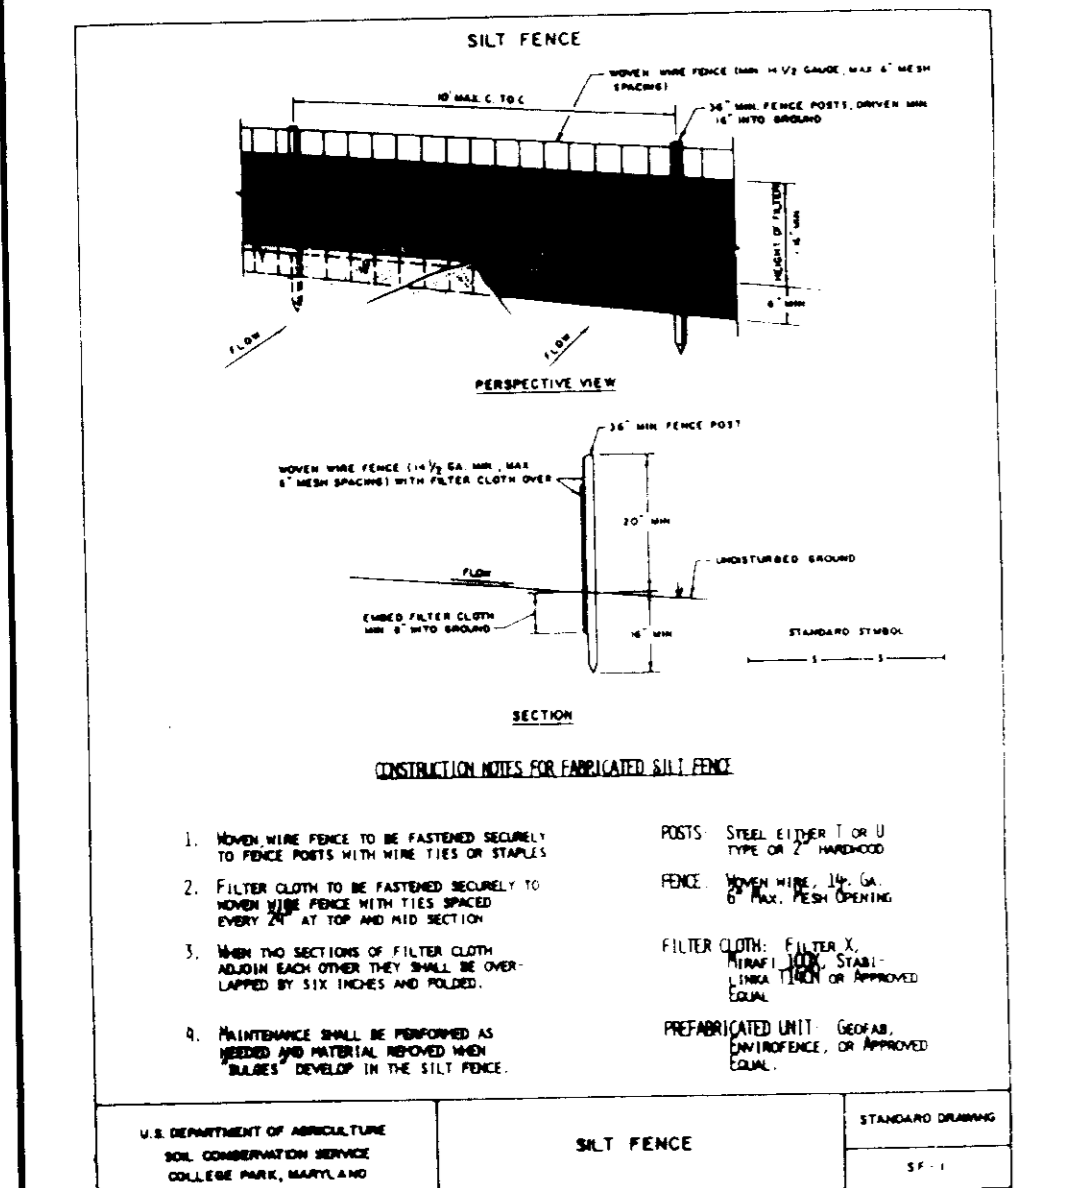 SILT FENCE
WOVEN WIRE FENCE (MIN 14 1/2 GAUGE, MAX 6" MESH
SPACING)
10' MAX. C. TO C.
36" MIN. FENCE POSTS, DRIVEN MIN
16" INTO GROUND
HEIGHT OF FILTER
16" MIN
8" MIN
FLOW
FLOW
PERSPECTIVE VIEW
36" MIN. FENCE POST
WOVEN WIRE FENCE (14 1/2 GA. MIN., MAX
6" MESH SPACING) WITH FILTER CLOTH OVER
20" MIN
UNDISTURBED GROUND
FLOW
EMBED FILTER CLOTH
MIN 8" INTO GROUND
16" MIN
STANDARD SYMBOL
S S
SECTION
CONSTRUCTION NOTES FOR FABRICATED SILT FENCE
1. WOVEN WIRE FENCE TO BE FASTENED SECURELY
TO FENCE POSTS WITH WIRE TIES OR STAPLES
2. FILTER CLOTH TO BE FASTENED SECURELY TO
WOVEN WIRE FENCE WITH TIES SPACED
EVERY 24" AT TOP AND MID SECTION
3. WHEN TWO SECTIONS OF FILTER CLOTH
ADJOIN EACH OTHER THEY SHALL BE OVER-
LAPPED BY SIX INCHES AND FOLDED.
4. MAINTENANCE SHALL BE PERFORMED AS
NEEDED AND MATERIAL REMOVED WHEN
"BULGES" DEVELOP IN THE SILT FENCE.
POSTS: STEEL EITHER T OR U
TYPE OR 2" HARDWOOD
FENCE: WOVEN WIRE, 14. GA.
6" MAX. MESH OPENING
FILTER CLOTH: FILTER X,
MIRAFI 100X, STABI-
LINKA T140N OR APPROVED
EQUAL
PREFABRICATED UNIT: GEOFAB,
ENVIROFENCE, OR APPROVED
EQUAL.
U.S. DEPARTMENT OF AGRICULTURE
SOIL CONSERVATION SERVICE
COLLEGE PARK, MARYLAND
SILT FENCE
STANDARD DRAWING
SF-1